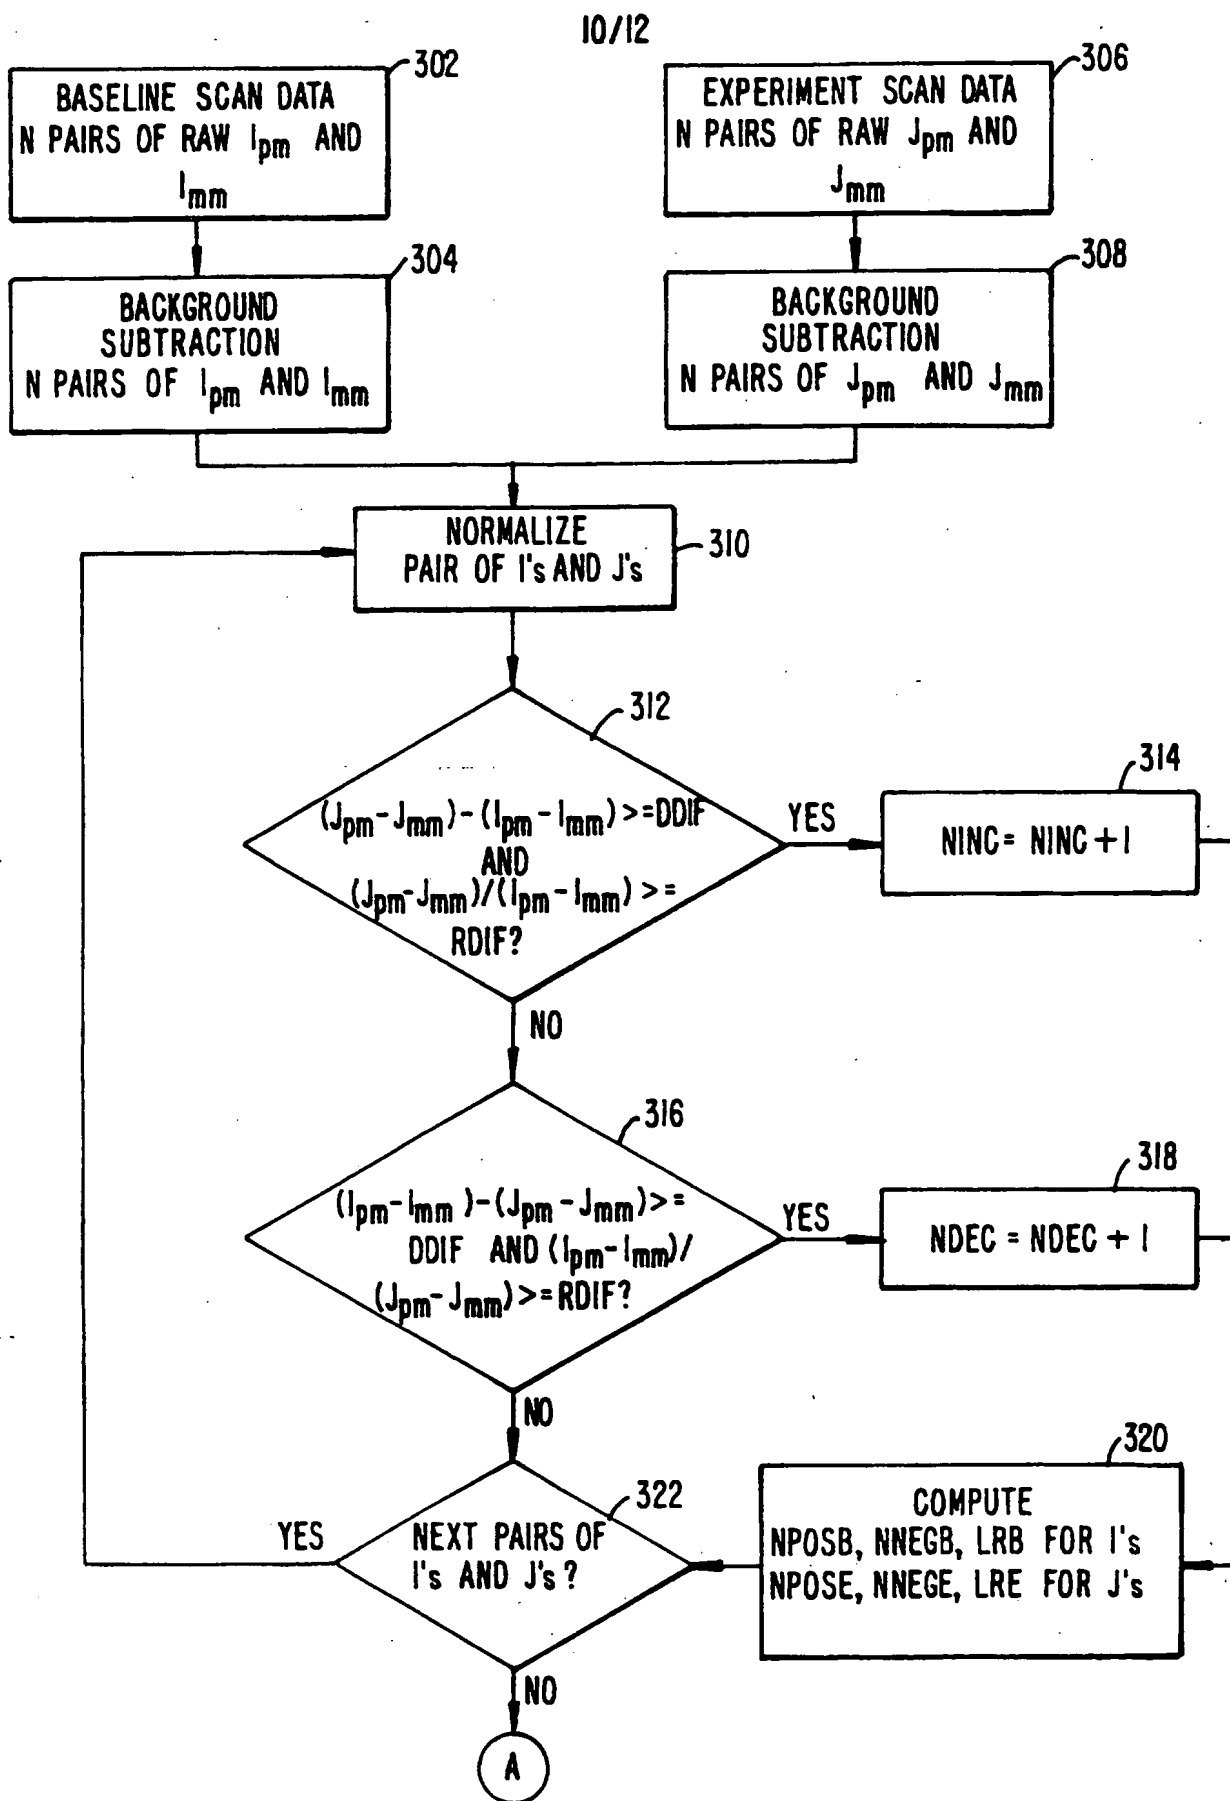 10/12
302
BASELINE SCAN DATA
N PAIRS OF RAW Ipm AND
Imm
306
EXPERIMENT SCAN DATA
N PAIRS OF RAW Jpm AND
Jmm
304
BACKGROUND
SUBTRACTION
N PAIRS OF Ipm AND Imm
308
BACKGROUND
SUBTRACTION
N PAIRS OF Jpm AND Jmm
NORMALIZE
PAIR OF I's AND J's
310
312
(Jpm-Jmm)-(Ipm-Imm)>=DDIF
AND
(Jpm-Jmm)/(Ipm-Imm)>=
RDIF?
YES
314
NINC=NINC+1
NO
316
(Ipm-Imm)-(Jpm-Jmm)>=
DDIF AND (Ipm-Imm)/
(Jpm-Jmm)>=RDIF?
YES
318
NDEC=NDEC+1
NO
322
NEXT PAIRS OF
I's AND J's?
YES
320
COMPUTE
NPOSB, NNEGB, LRB FOR I's
NPOSE, NNEGE, LRE FOR J's
NO
A